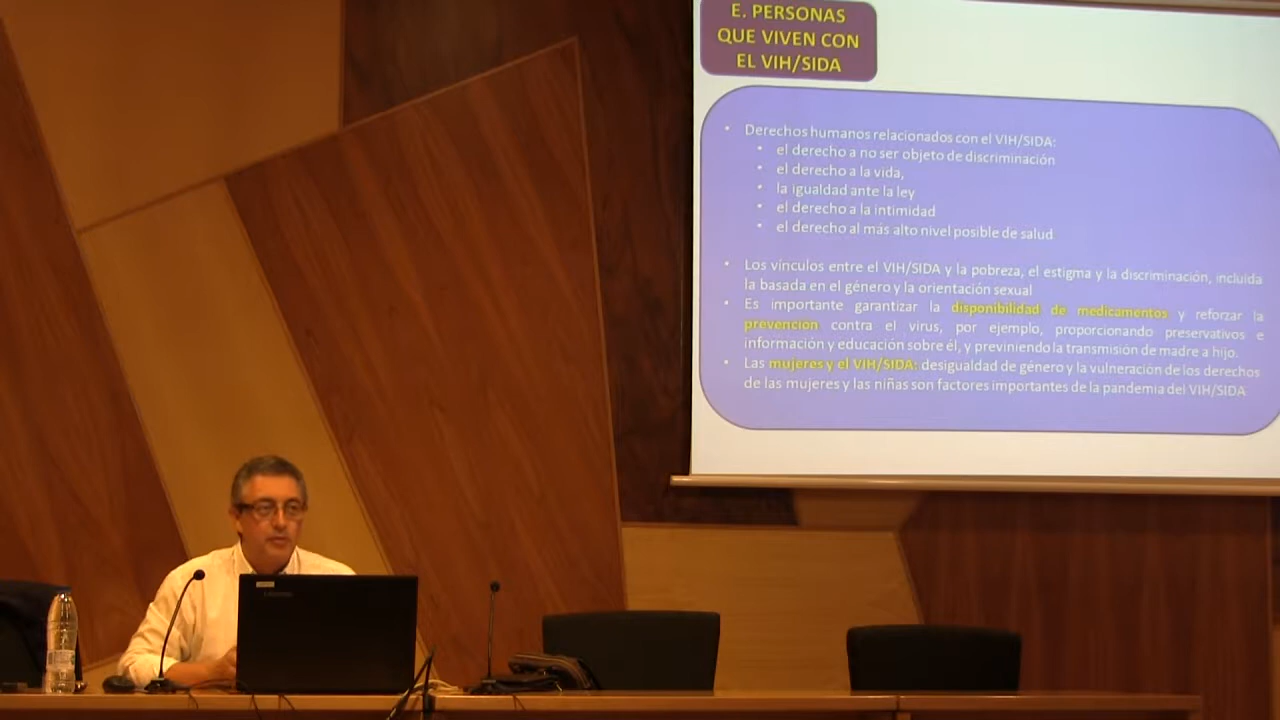 E. PERSONAS
QUE VIVEN CON
EL VIH/SIDA
• Derechos humanos relacionados con el VIH/SIDA:
• el derecho a no ser objeto de discriminación
• el derecho a la vida,
• la igualdad ante la ley
• el derecho a la intimidad
• el derecho al más alto nivel posible de salud
• Los vínculos entre el VIH/SIDA y la pobreza, el estigma y la discriminación, incluida
la basada en el género y la orientación sexual
• Es importante garantizar la disponibilidad de medicamentos y reforzar la
prevención contra el virus, por ejemplo, proporcionando preservativos e
información y educación sobre él, y previniendo la transmisión de madre a hijo.
• Las mujeres y el VIH/SIDA: desigualdad de género y la vulneración de los derechos
de las mujeres y las niñas son factores importantes de la pandemia del VIH/SIDA